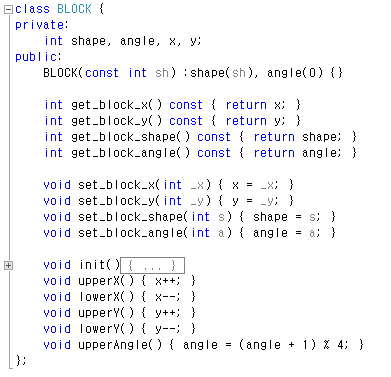 class BLOCK {
private:
    int shape, angle, x, y;
public:
    BLOCK(const int sh) :shape(sh), angle(0) {}
    int get_block_x() const { return x; }
    int get_block_y() const { return y; }
    int get_block_shape() const { return shape; }
    int get_block_angle() const { return angle; }
    void set_block_x(int _x) { x = _x; }
    void set_block_y(int _y) { y = _y; }
    void set_block_shape(int s) { shape = s; }
    void set_block_angle(int a) { angle = a; }
    void init(){ ... }
    void upperX() { x++; }
    void lowerX() { x--; }
    void upperY() { y++; }
    void lowerY() { y--; }
    void upperAngle() { angle = (angle + 1) % 4; }
};